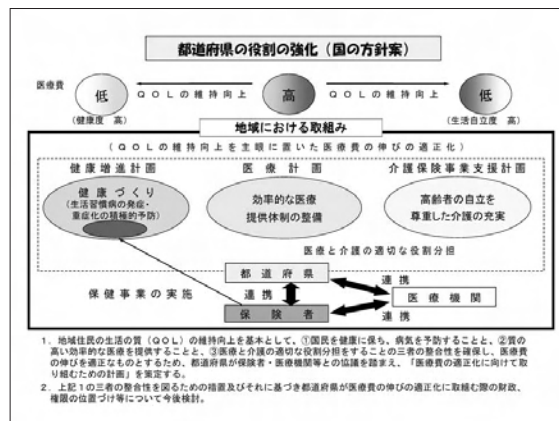 都道府県の役割の強化（国の方針案）
医療費
低
ＱＯＬの維持向上
高
ＱＯＬの維持向上
低
（健康度　高）
（生活自立度　高）
地域における取組み
（ＱＯＬの維持向上を主眼に置いた医療費の伸びの適正化）
健康増進計画
医療計画
介護保険事業支援計画
健康づくり
（生活習慣病の発症・
重症化の積極的予防）
効率的な医療
提供体制の整備
高齢者の自立を
尊重した介護の充実
医療と介護の適切な役割分担
都道府県
連携
保健事業の実施
連携
医療機関
保険者
連携
１．地域住民の生活の質（ＱＯＬ）の維持向上を基本として、①国民を健康に保ち、病気を予防することと、②質の
高い効率的な医療を提供することと、③医療と介護の適切な役割分担をすることの三者の整合性を確保し、医療費
の伸びを適正なものとするため、都道府県が保険者・医療機関等との協議を踏まえ、「医療費の適正化に向けて取
り組むための計画」を策定する。
２．上記１の三者の整合性を図るための措置及びそれに基づき都道府県が医療費の伸びの適正化に取組む際の財政、
権限の位置づけ等について今後検討。